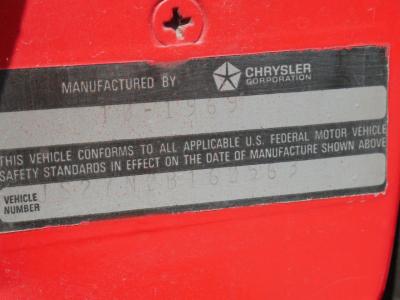 MANUFACTURED BY CHRYSLER CORPORATION
THIS VEHICLE CONFORMS TO ALL APPLICABLE U.S. FEDERAL MOTOR VEHICLE
SAFETY STANDARDS IN EFFECT ON THE DATE OF MANUFACTURE SHOWN ABOVE
VEHICLE
NUMBER